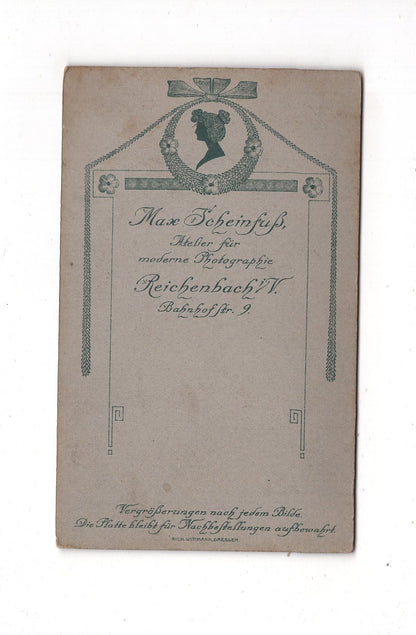 Max Scheinfuß,
Atelier für
moderne Photographie
Reichenbach i/V.
Bahnhofstr. 9.
Vergrößerungen nach jedem Bilde.
Die Platte bleibt für Nachbestellungen aufbewahrt.
DRESDEN.